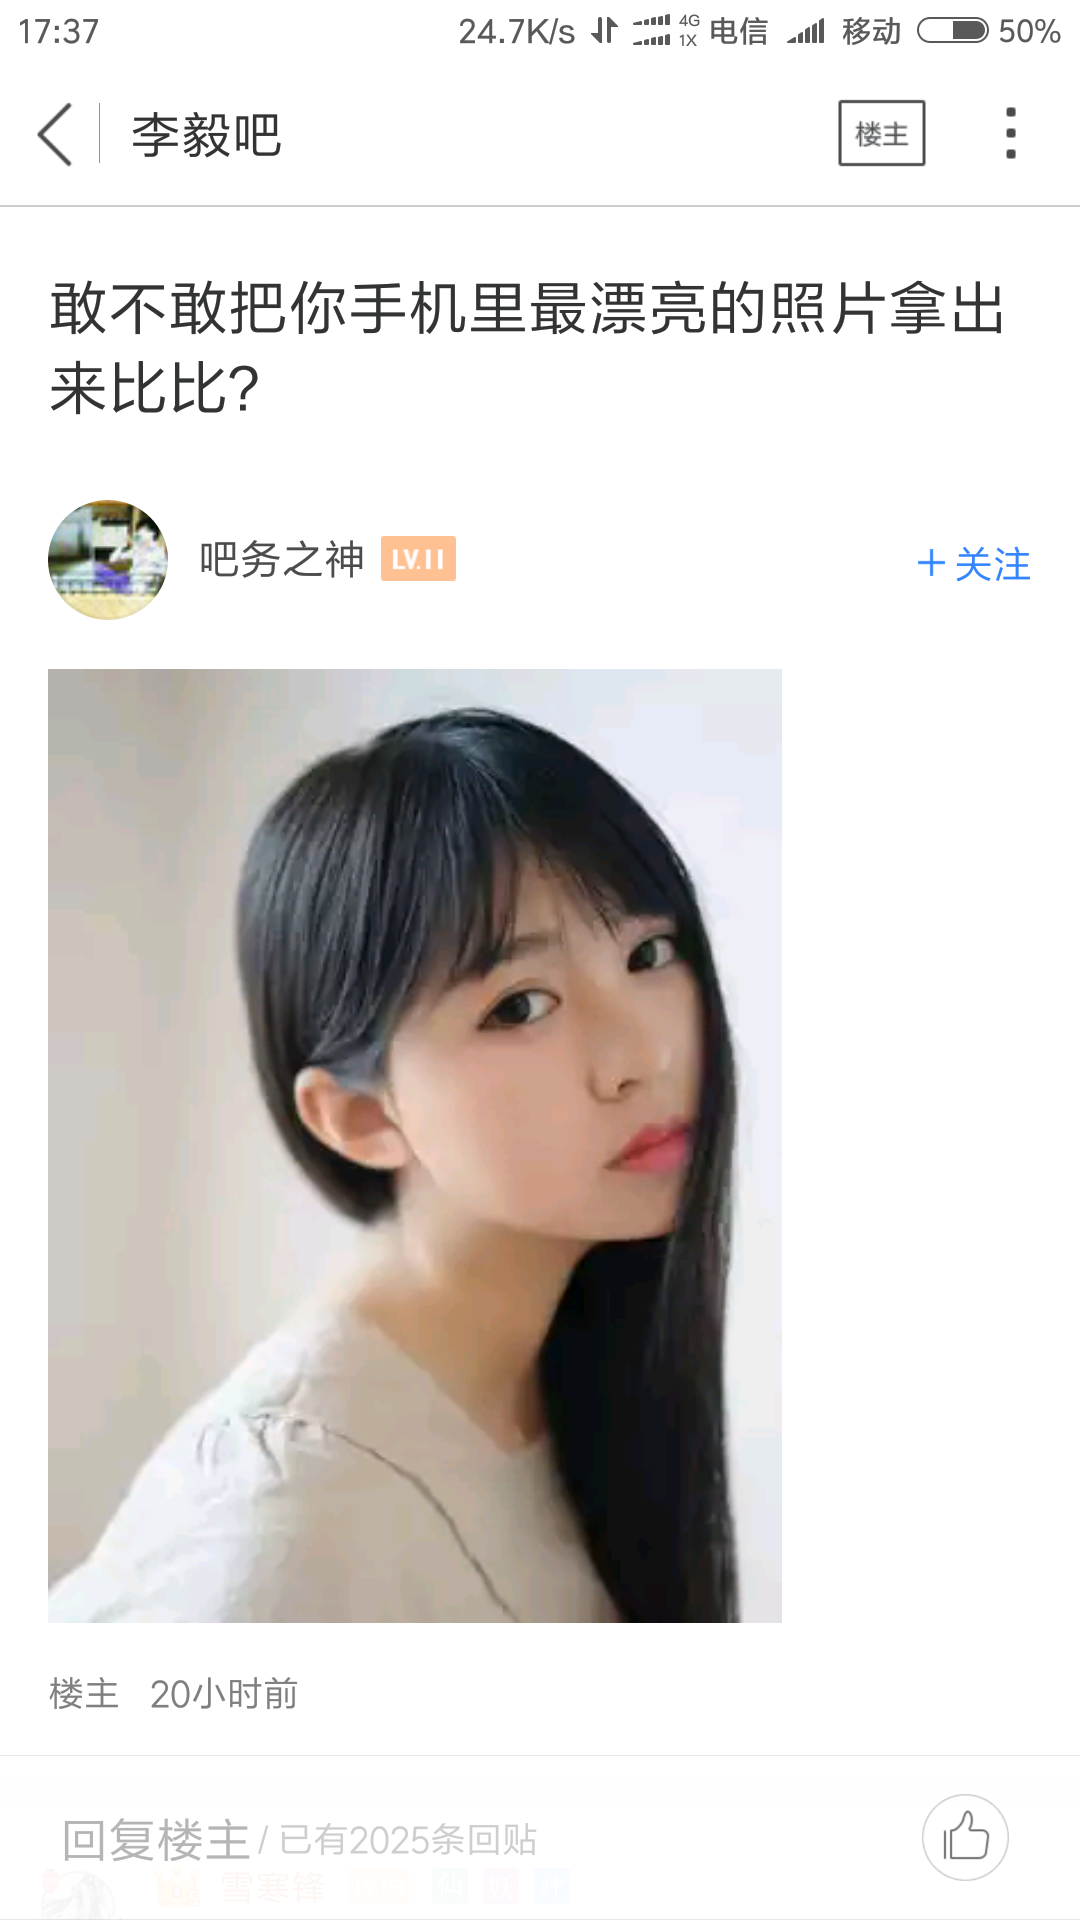 17:37 24.7K/s 4G 1X 电信 移动 50%
李毅吧 楼主
敢不敢把你手机里最漂亮的照片拿出
来比比?
吧务之神 LV.11 + 关注
楼主 20小时前
回复楼主 / 已有2025条回贴
雪寒锋